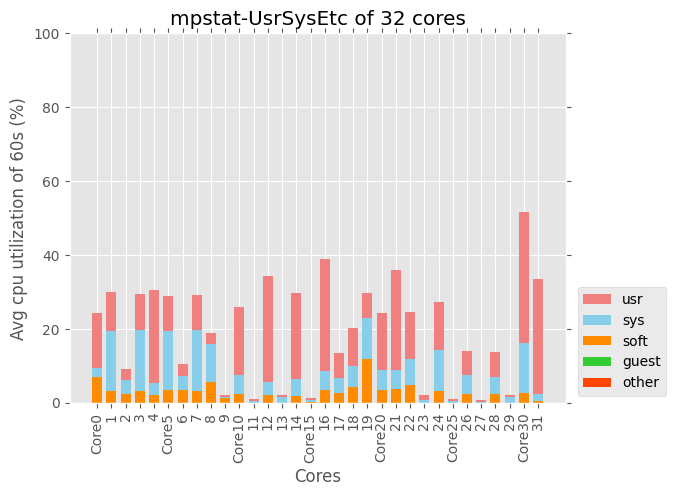 mpstat-UsrSysEtc of 32 cores
100
80
60
40
20
0
Avg cpu utilization of 60s (%)
Core0
1
2
3
4
Core5
6
7
8
9
Core10
11
12
13
14
Core15
16
17
18
19
Core20
21
22
23
24
Core25
26
27
28
29
Core30
31
Cores
usr
sys
soft
guest
other